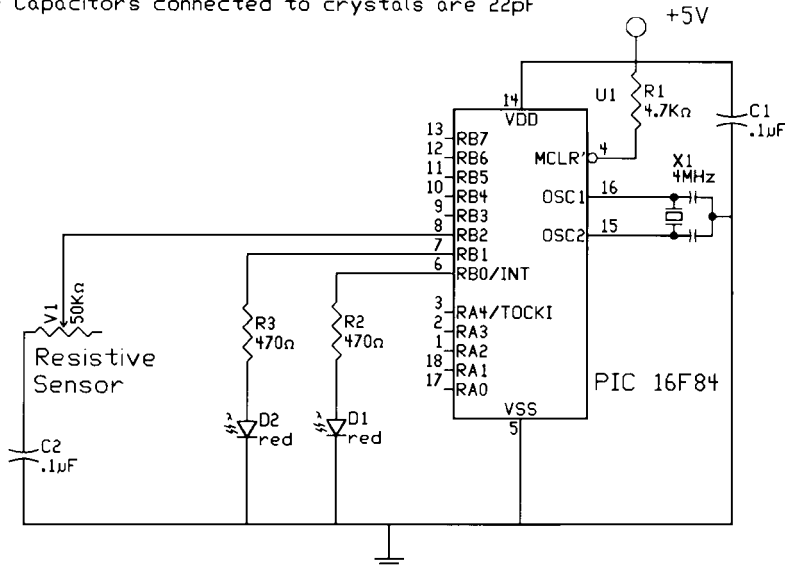 Capacitors connected to crystals are 22pF
+5V
14
VDD
U1
R1
4.7KΩ
C1
.1µF
13 RB7
12 RB6
11 RB5
10 RB4
9 RB3
8 RB2
7 RB1
6 RB0/INT
MCLR' 4
X1
4MHz
OSC1 16
OSC2 15
3 RA4/TOCKI
2 RA3
1 RA2
18 RA1
17 RA0
V1
50KΩ
Resistive
Sensor
R3
470Ω
R2
470Ω
PIC 16F84
VSS
5
D2
red
D1
red
C2
.1µF